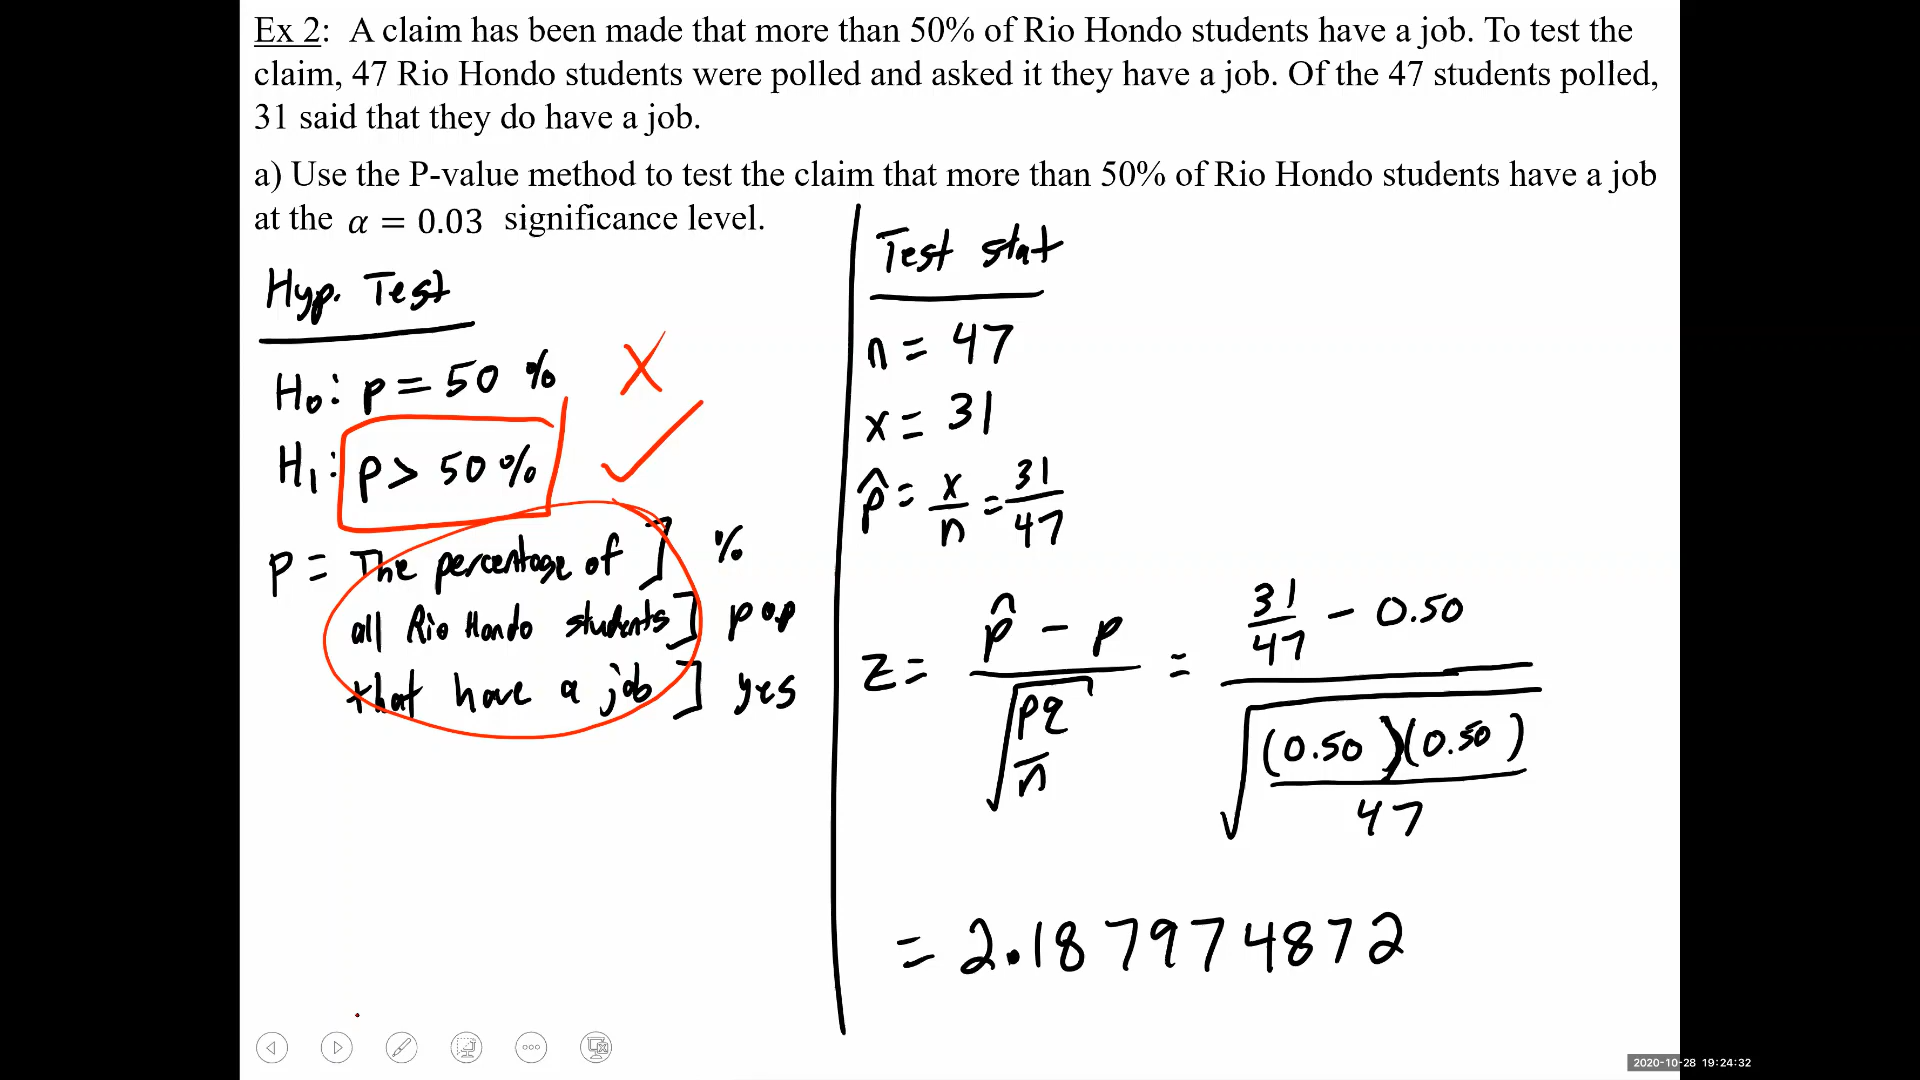 Ex 2: A claim has been made that more than 50% of Rio Hondo students have a job. To test the
claim, 47 Rio Hondo students were polled and asked it they have a job. Of the 47 students polled,
31 said that they do have a job.
a) Use the P-value method to test the claim that more than 50% of Rio Hondo students have a job
at the α = 0.03 significance level.
Hyp. Test
H₀: p = 50 %
X
H₁: p > 50 %
✓
p = The percentage of ] %
all Rio Hondo students ] pop
that have a job ] yes
Test stat
n = 47
x = 31
p̂ = x/n = 31/47
z = (p̂ - p)/√(pq/n) = (31/47 - 0.50)/√((0.50)(0.50)/47)
= 2.187974872
2020-10-28 19:24:32